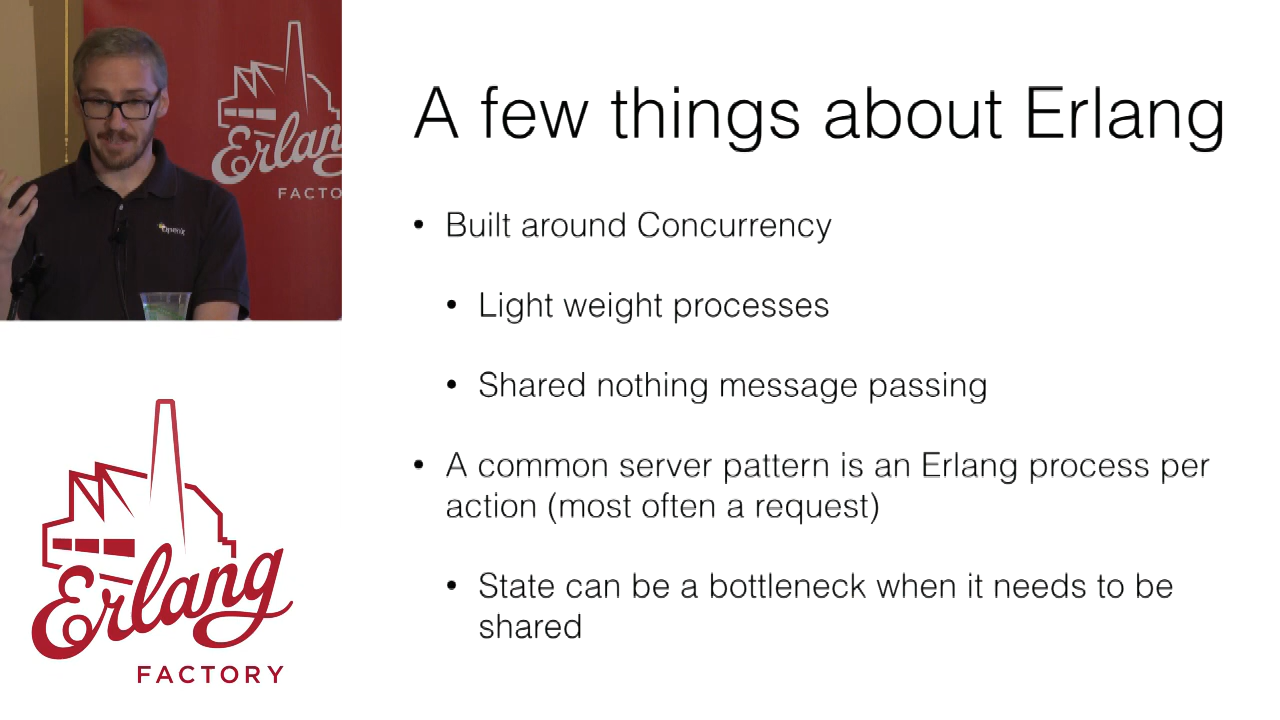 A few things about Erlang
• Built around Concurrency
• Light weight processes
• Shared nothing message passing
• A common server pattern is an Erlang process per
action (most often a request)
• State can be a bottleneck when it needs to be
shared
Erlang
FACTO
Erlang
FACTORY